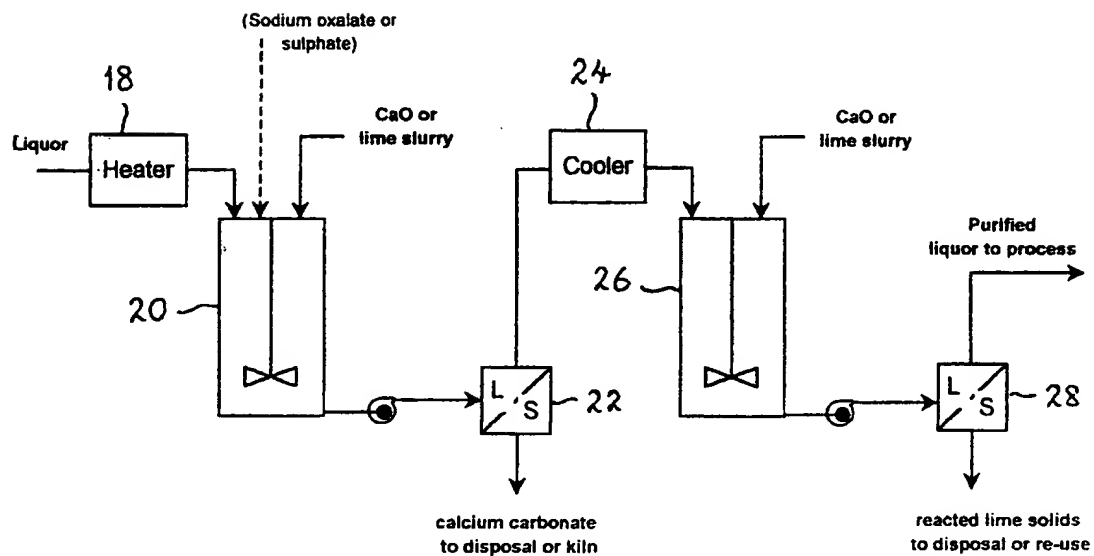 (Sodium oxalate or
sulphate)
18
24
CaO or
lime slurry
CaO or
lime slurry
Liquor
Heater
Cooler
Purified
liquor to process
20
26
L
S
22
L
S
28
calcium carbonate
to disposal or kiln
reacted lime solids
to disposal or re-use